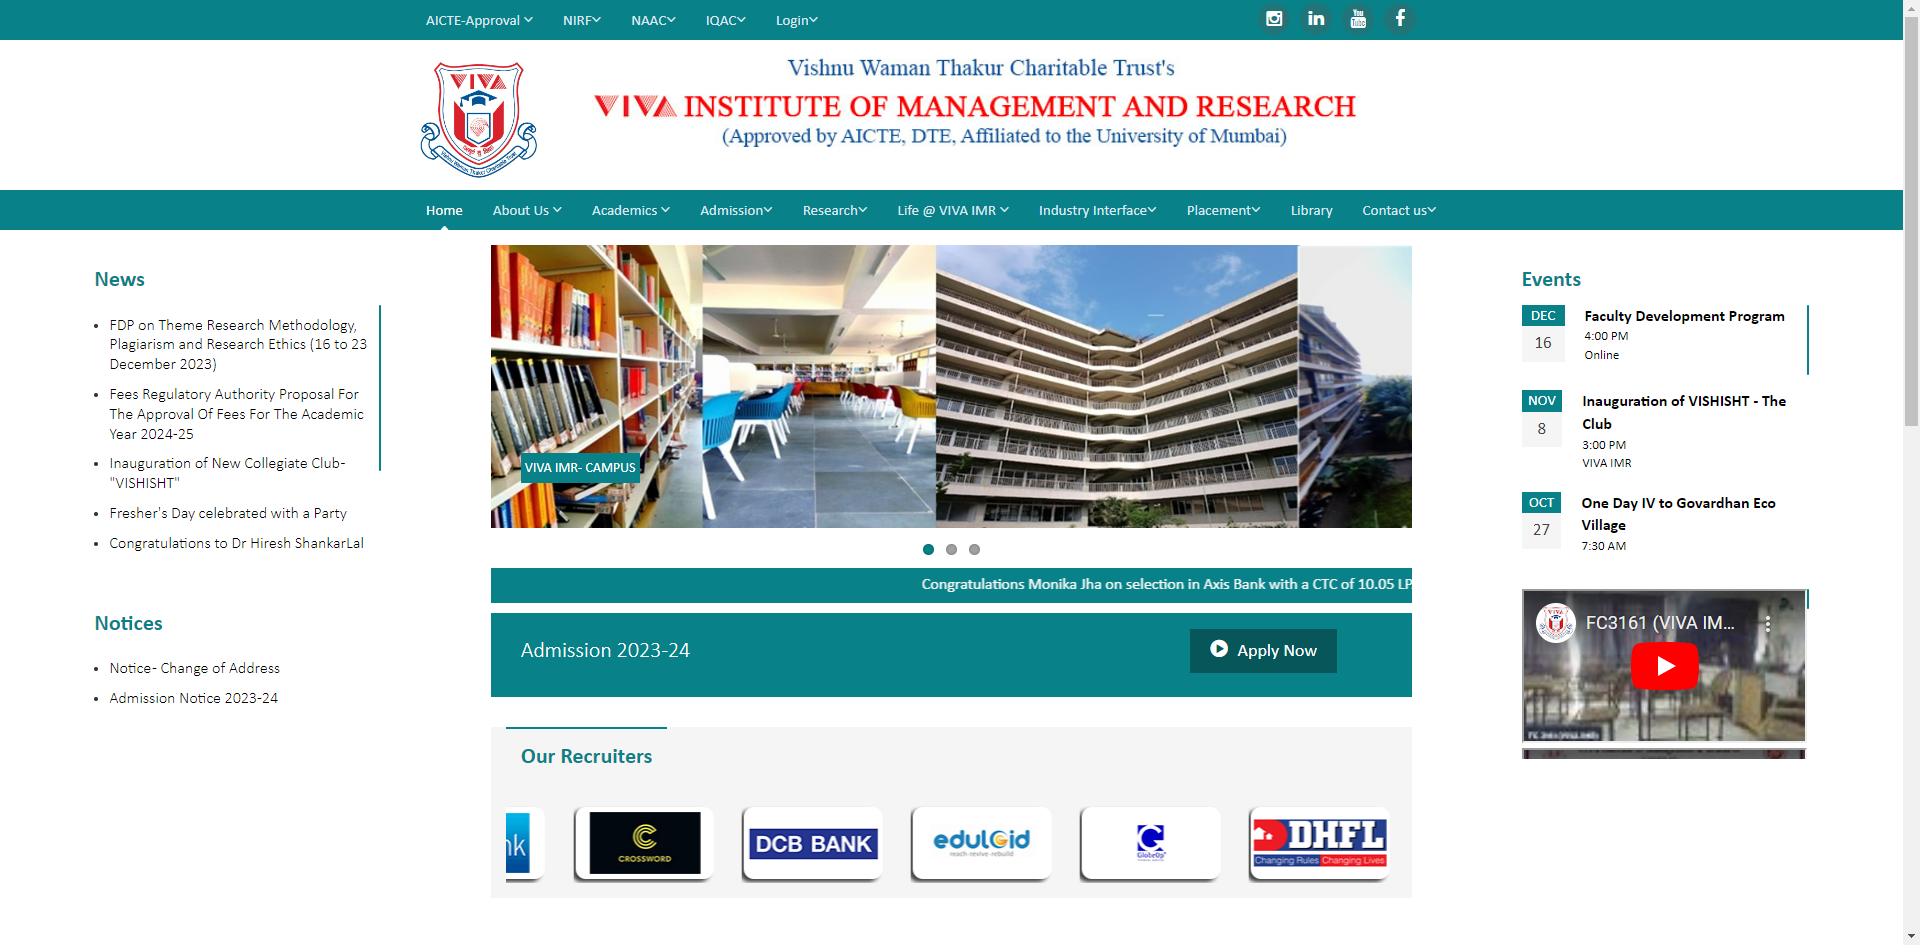 AICTE-Approval NIRF NAAC IQAC Login
VIVA
Vishnu Waman Thakur Charitable Trust
Vishnu Waman Thakur Charitable Trust's
VIVA INSTITUTE OF MANAGEMENT AND RESEARCH
(Approved by AICTE, DTE, Affiliated to the University of Mumbai)
Home About Us Academics Admission Research Life @ VIVA IMR Industry Interface Placement Library Contact us
News
FDP on Theme Research Methodology,
Plagiarism and Research Ethics (16 to 23
December 2023)
Fees Regulatory Authority Proposal For
The Approval Of Fees For The Academic
Year 2024-25
Inauguration of New Collegiate Club-
"VISHISHT"
Fresher's Day celebrated with a Party
Congratulations to Dr Hiresh ShankarLal
Notices
Notice- Change of Address
Admission Notice 2023-24
VIVA IMR- CAMPUS
Congratulations Monika Jha on selection in Axis Bank with a CTC of 10.05 LP
Admission 2023-24
Apply Now
Our Recruiters
nk
CROSSWORD
DCB BANK
eduloid
reach-revive-rebuild
GlobeOp
DHFL
Changing Rules Changing Lives
Events
DEC
16
Faculty Development Program
4:00 PM
Online
NOV
8
Inauguration of VISHISHT - The
Club
3:00 PM
VIVA IMR
OCT
27
One Day IV to Govardhan Eco
Village
7:30 AM
FC3161 (VIVA IM...